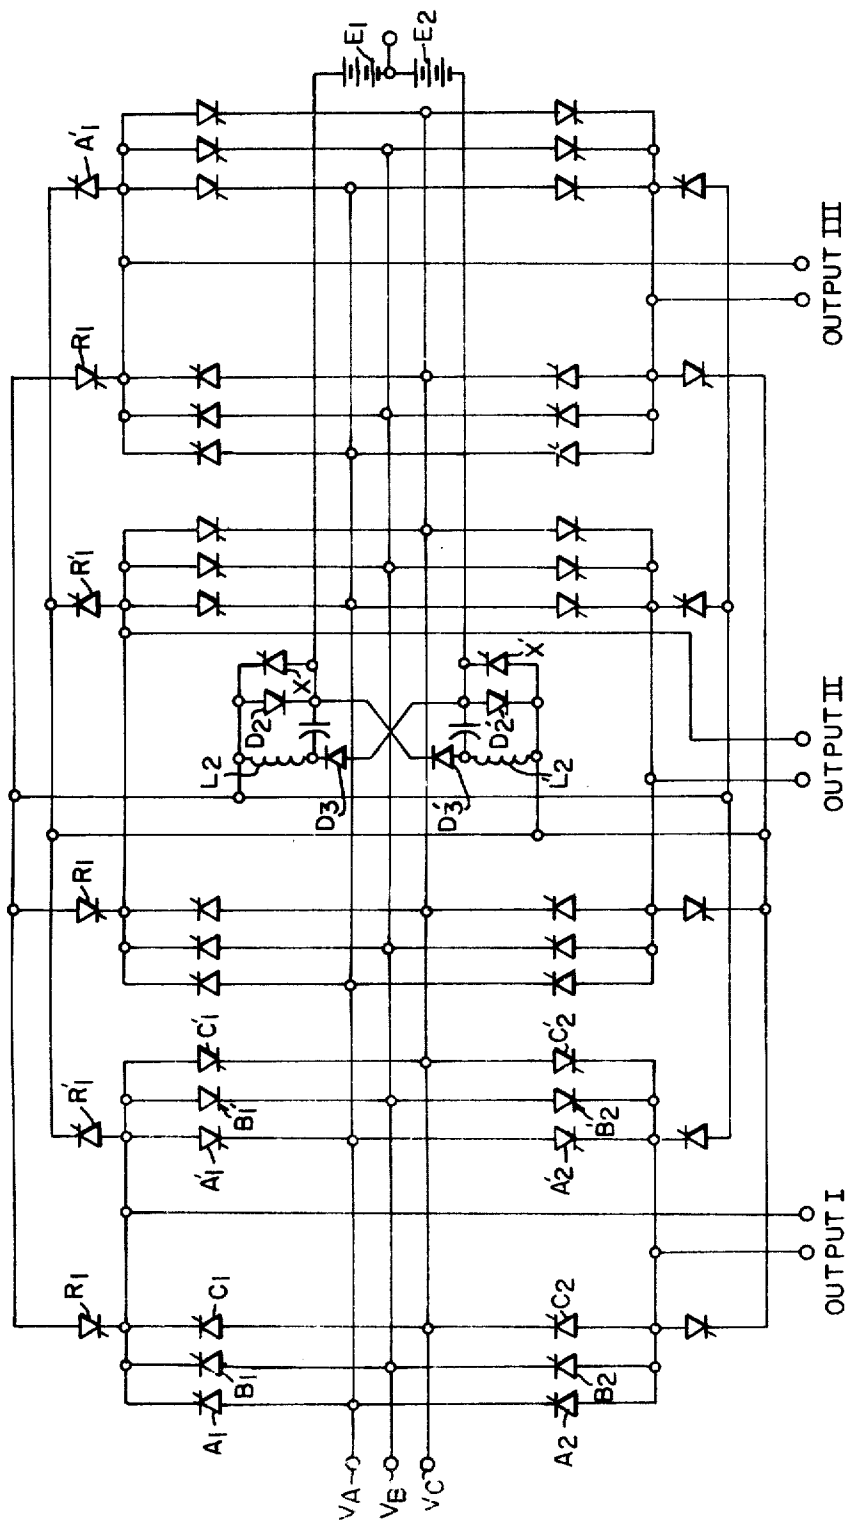 R1
R'1
R1
R'1
R1
A'1
A1
B1
C1
A'1
B'1
C'1
L2
D2
X
D3
E1
E2
VA
VB
VC
D'3
D'2
X'
L'2
A2
B2
C2
A'2
B'2
C'2
OUTPUT I
OUTPUT II
OUTPUT III